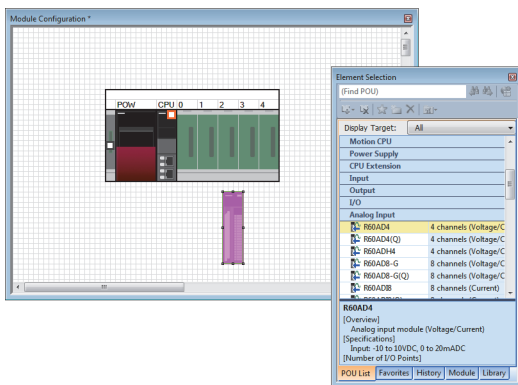 Module Configuration *
POW CPU 0 1 2 3 4
Element Selection
(Find POU)
Display Target: All
Motion CPU
Power Supply
CPU Extension
Input
Output
I/O
Analog Input
R60AD4 4 channels (Voltage/C
R60AD4(Q) 4 channels (Voltage/C
R60ADH4 4 channels (Voltage/C
R60AD8-G 8 channels (Voltage/C
R60AD8-G(Q) 8 channels (Voltage/C
R60ADI8 8 channels (Current)
R60AD4
[Overview]
Analog input module (Voltage/Current)
[Specifications]
Input: -10 to 10VDC, 0 to 20mADC
[Number of I/O Points]
POU List Favorites History Module Library